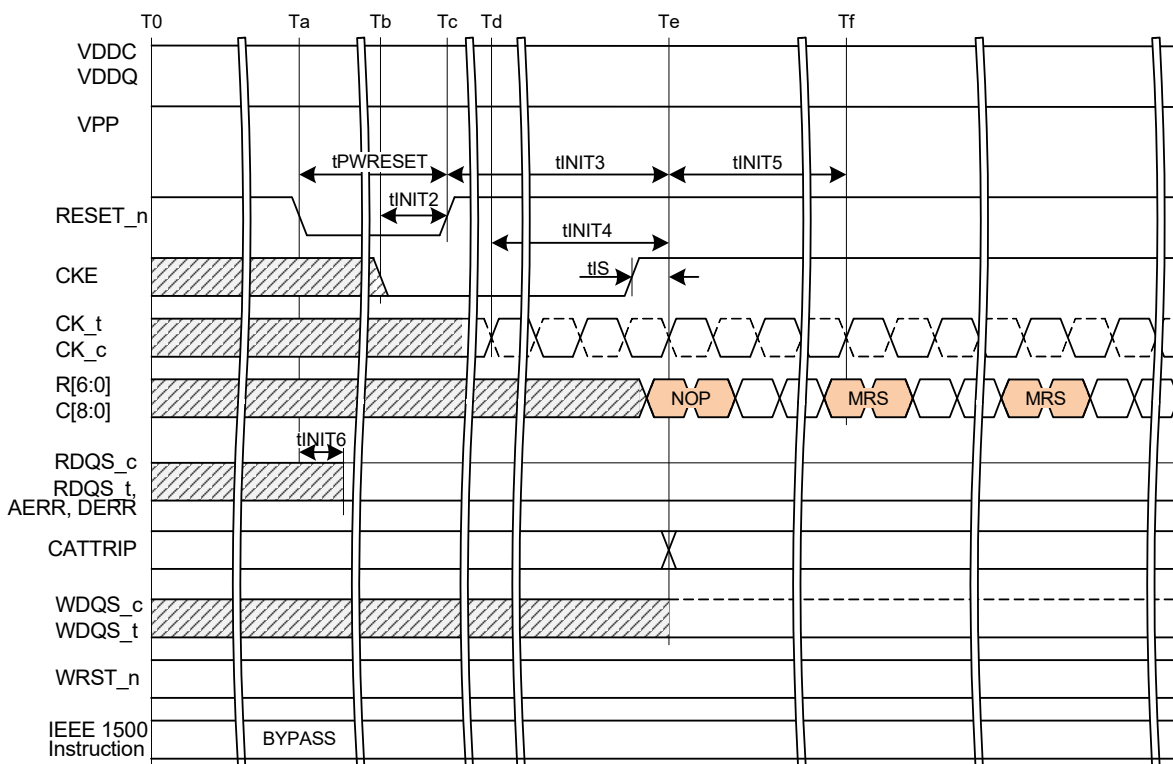 T0 Ta Tb Tc Td Te Tf
VDDC
VDDQ
VPP
tPWRESET tINIT3 tINIT5
tINIT2
RESET_n
tINIT4
CKE tIS
CK_t
CK_c
R[6:0]
C[8:0] NOP MRS MRS
tINIT6
RDQS_c
RDQS_t,
AERR, DERR
CATTRIP
WDQS_c
WDQS_t
WRST_n
IEEE 1500
Instruction BYPASS